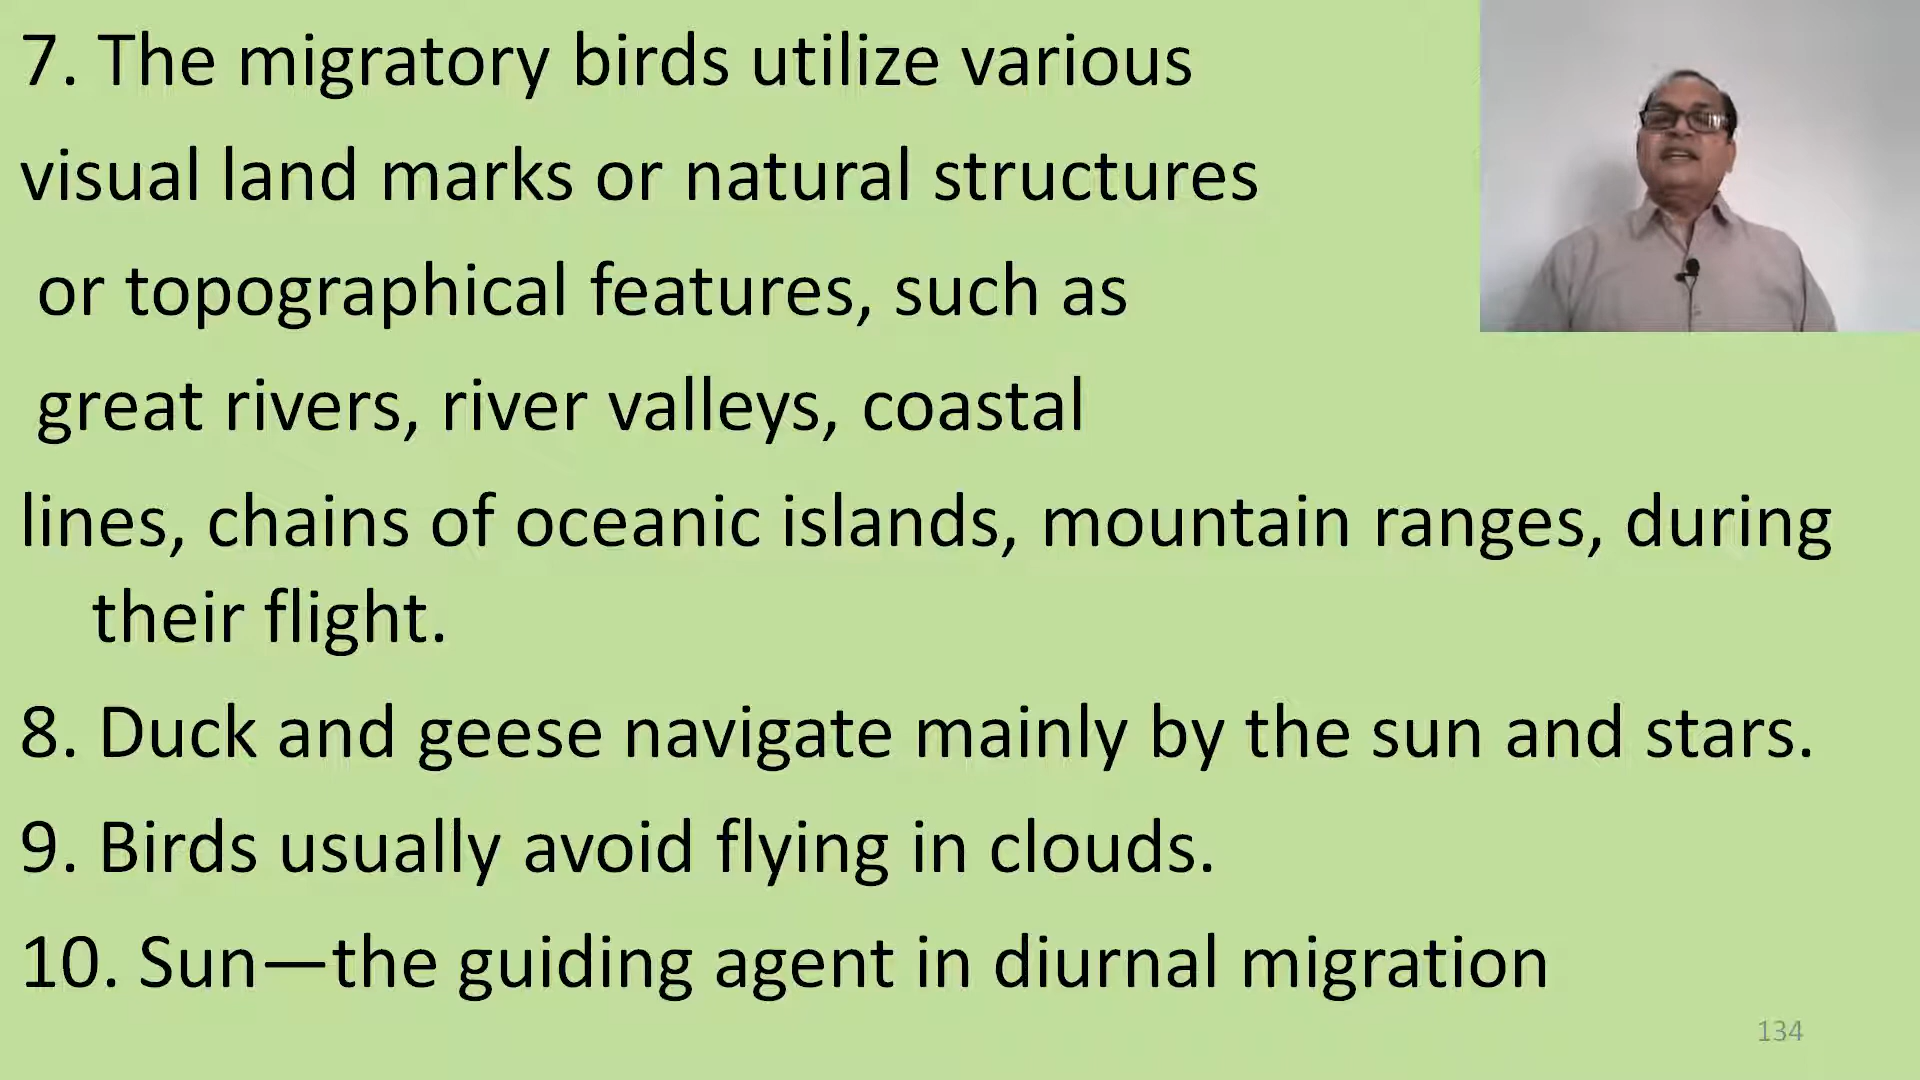 7. The migratory birds utilize various
visual land marks or natural structures
or topographical features, such as
great rivers, river valleys, coastal
lines, chains of oceanic islands, mountain ranges, during
their flight.
8. Duck and geese navigate mainly by the sun and stars.
9. Birds usually avoid flying in clouds.
10. Sun—the guiding agent in diurnal migration
134